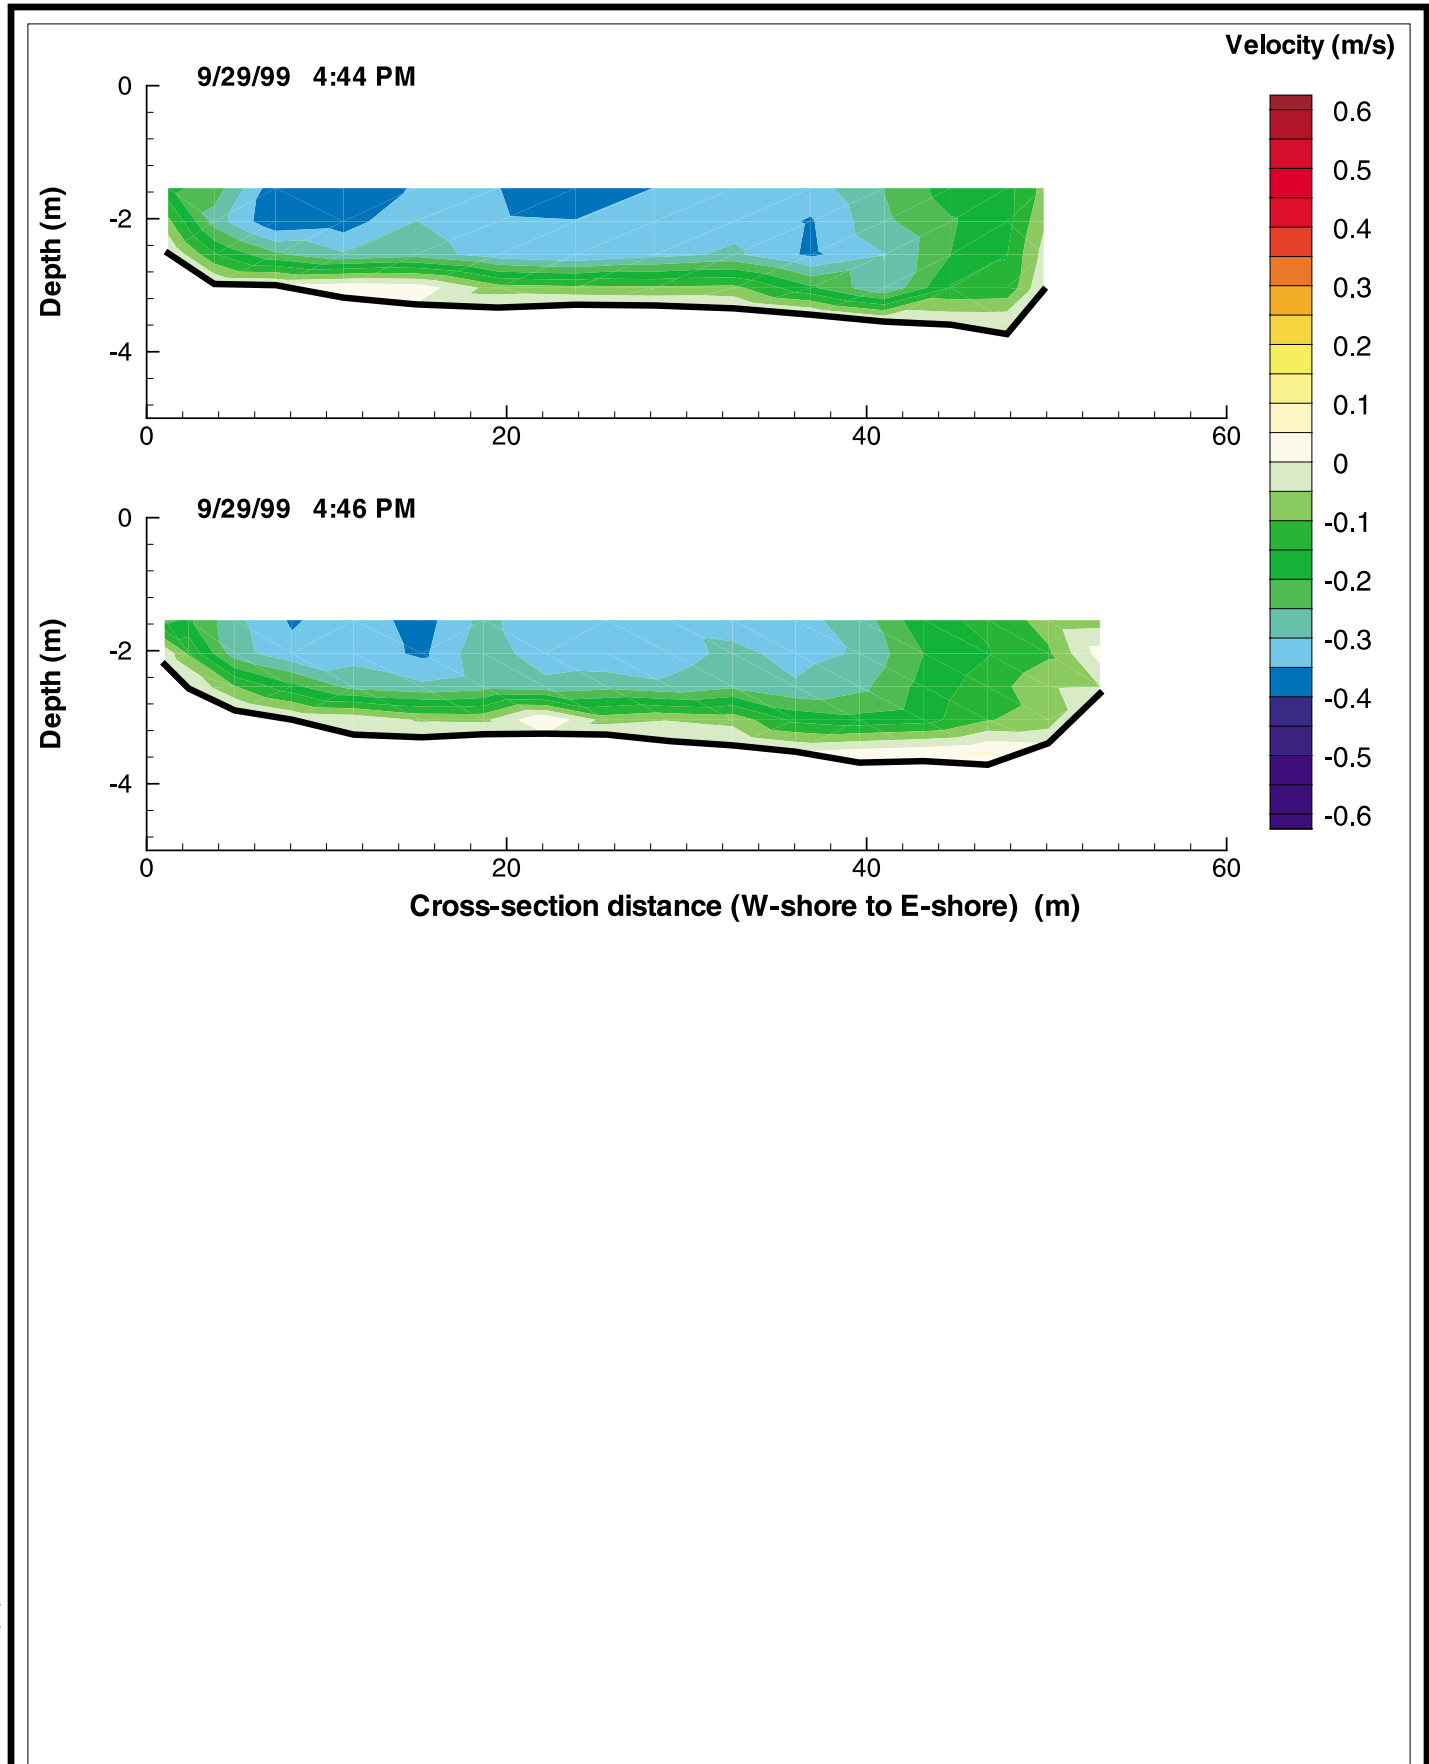 Velocity (m/s)
9/29/99 4:44 PM
0
-2
-4
Depth (m)
0 20 40 60
9/29/99 4:46 PM
0
-2
-4
Depth (m)
0 20 40 60
Cross-section distance (W-shore to E-shore) (m)
0.6
0.5
0.4
0.3
0.2
0.1
0
-0.1
-0.2
-0.3
-0.4
-0.5
-0.6